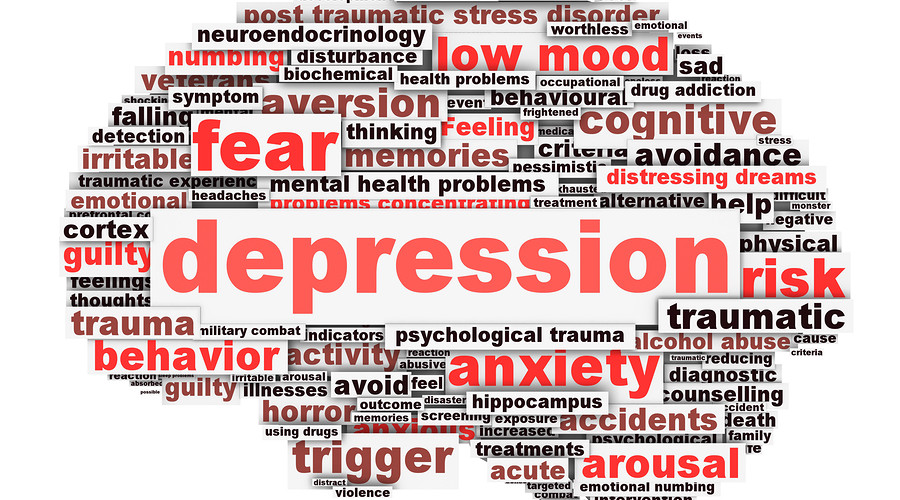 post traumatic stress disorder
worthless
emotional
neuroendocrinology
events
numbing
disturbance
low mood
loss
sad
veterans
biochemical
health problems
occupational
reaction
drug addiction
shocking
symptom
aversion
event
behavioural
frightened
falling
mental
fear
thinking
Feeling
medical
cognitive
detection
criteria
stress
irritable
memories
pessimistic
avoidance
traumatic experienc
mental health problems
exhauste
distressing dreams
emotional
headaches
problems concentrating
treatment
alternative
help
difficult
monster
prefrontal co
negative
cortex
depression
physical
guilty
risk
feelings
thoughts
trauma
military combat
indicators
psychological trauma
traumatic
alcohol abuse
cause
behavior
activity
reaction
abusive
anxiety
traumatic
reducing
criteria
reaction
diagnostic
absorbed
possible
guilty
irritable
arousal
illnesses
avoid
feel
disaster
hippocampus
counselling
horror
outcome
memories
screening
exposure
accidents
accident
death
using drugs
anxious
increased
psychological
family
trigger
treatments
acute
arousal
distract
violence
targeted
combat
emotional numbing
intervention